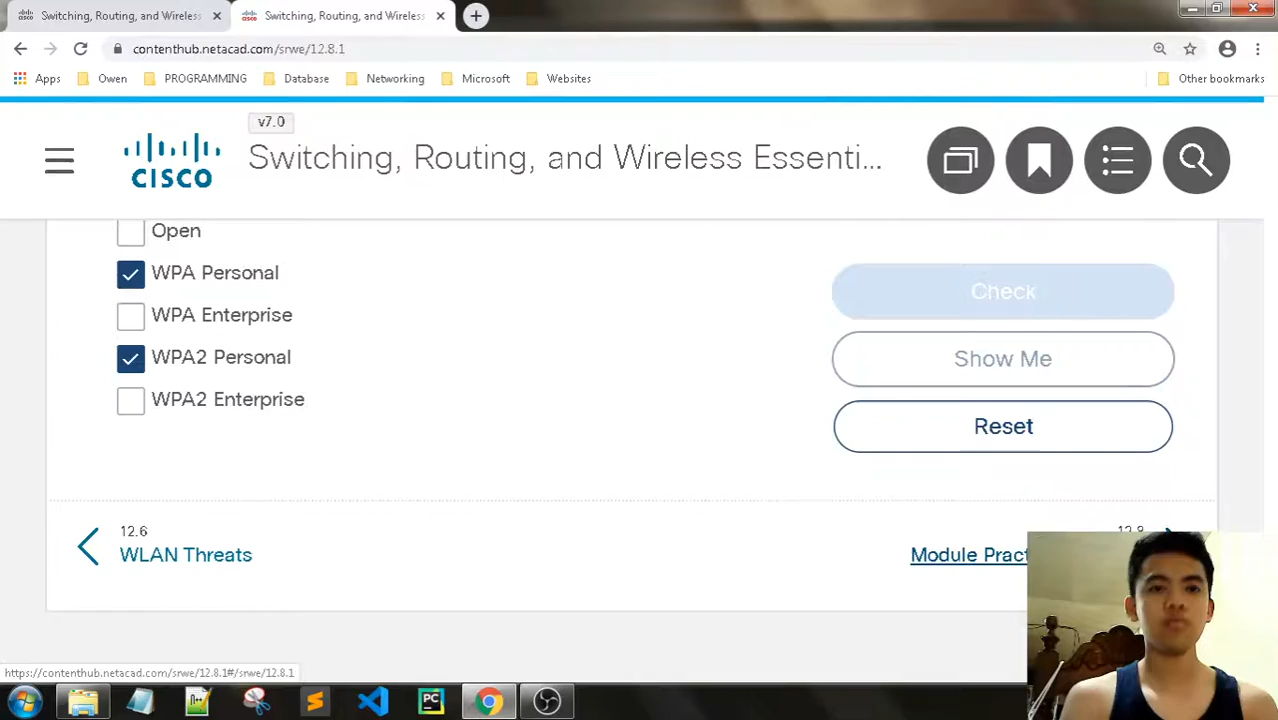 Switching, Routing, and Wireless
Switching, Routing, and Wireless
contenthub.netacad.com/srwe/12.8.1
Apps
Owen
PROGRAMMING
Database
Networking
Microsoft
Websites
Other bookmarks
v7.0
CISCO
Switching, Routing, and Wireless Essenti...
Open
WPA Personal
WPA Enterprise
WPA2 Personal
WPA2 Enterprise
Check
Show Me
Reset
12.6
WLAN Threats
12.8
Module Pract
https://contenthub.netacad.com/srwe/12.8.1#/srwe/12.8.1
PC